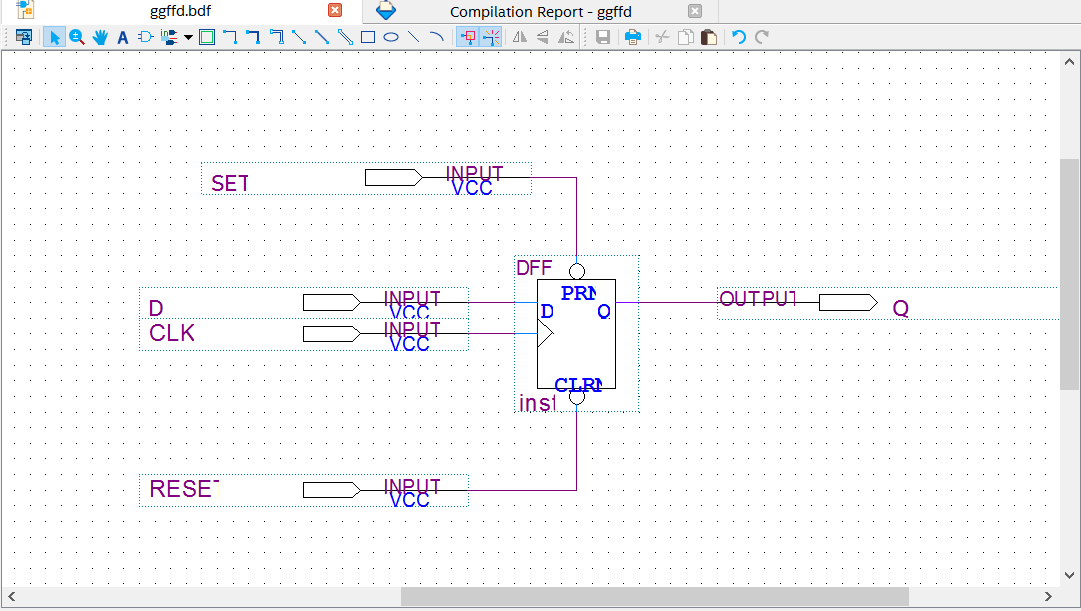 ggffd.bdf
Compilation Report - ggffd
A
SET
INPUT
VCC
DFF
PRN
D
INPUT
VCC
D
Q
OUTPUT
Q
CLK
INPUT
VCC
CLRN
inst
RESET
INPUT
VCC